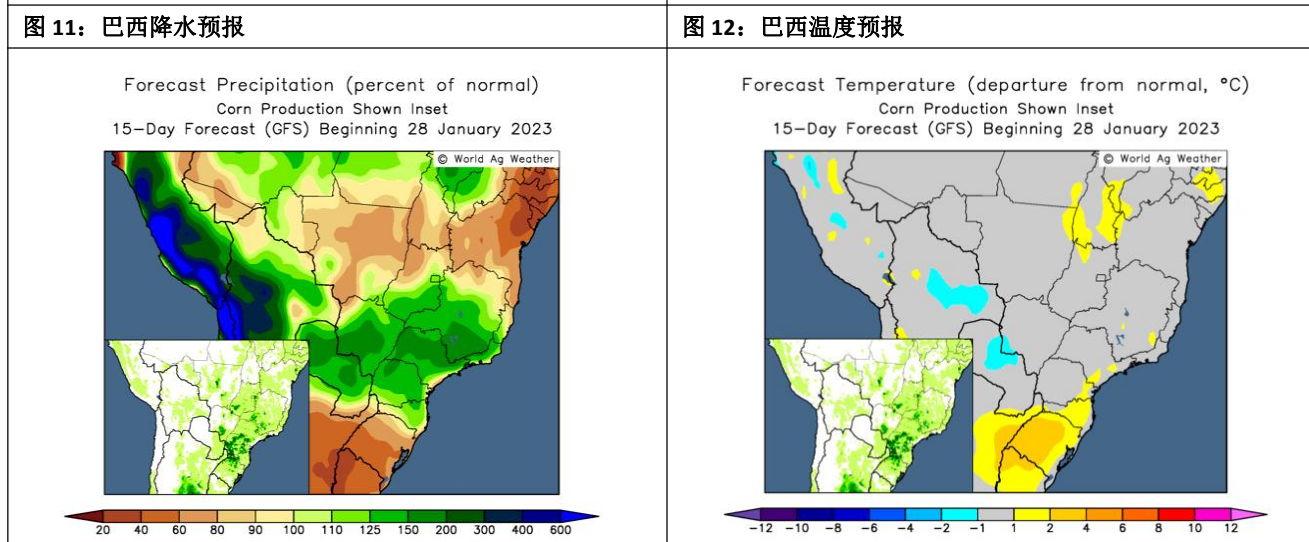 图 11：巴西降水预报
图 12：巴西温度预报
Forecast Precipitation (percent of normal)
Corn Production Shown Inset
15-Day Forecast (GFS) Beginning 28 January 2023
© World Ag Weather
20 40 60 80 90 100 110 125 150 200 300 400 600
Forecast Temperature (departure from normal, °C)
Corn Production Shown Inset
15-Day Forecast (GFS) Beginning 28 January 2023
© World Ag Weather
-12 -10 -8 -6 -4 -2 -1 1 2 4 6 8 10 12